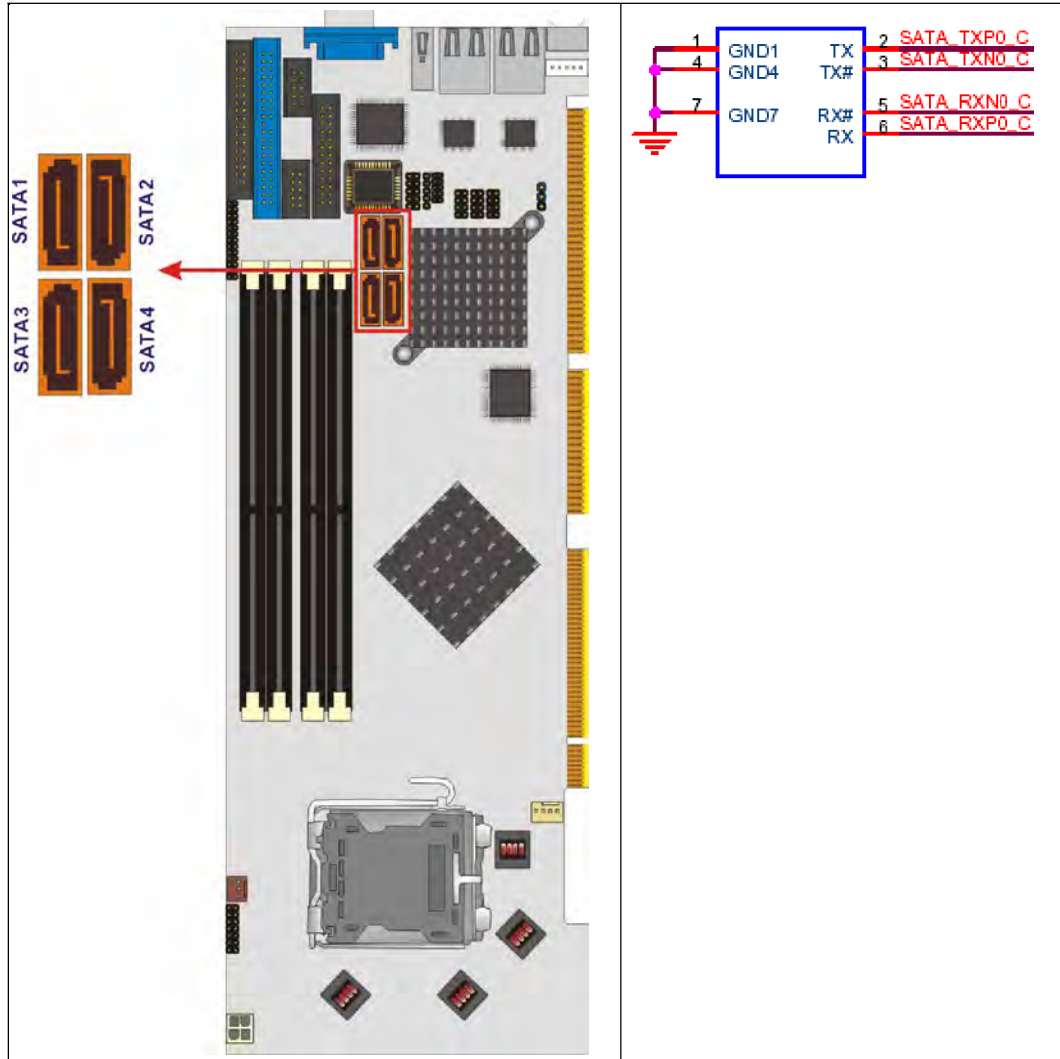 SATA1
SATA2
SATA3
SATA4
1 GND1 TX 2 SATA_TXP0_C
4 GND4 TX# 3 SATA_TXN0_C
7 GND7 RX# 5 SATA_RXN0_C
RX 6 SATA_RXP0_C